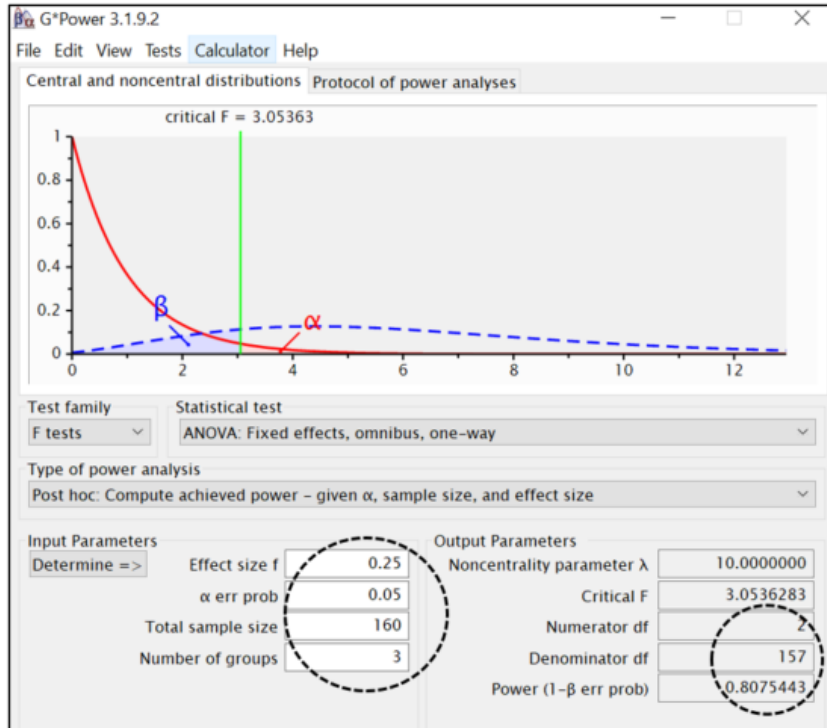 βα G*Power 3.1.9.2
File Edit View Tests Calculator Help
Central and noncentral distributions Protocol of power analyses
critical F = 3.05363
1
0.8
0.6
0.4
0.2
0
β
α
0 2 4 6 8 10 12
Test family Statistical test
F tests ANOVA: Fixed effects, omnibus, one-way
Type of power analysis
Post hoc: Compute achieved power - given α, sample size, and effect size
Input Parameters
Determine =>
Effect size f 0.25
α err prob 0.05
Total sample size 160
Number of groups 3
Output Parameters
Noncentrality parameter λ 10.0000000
Critical F 3.0536283
Numerator df 2
Denominator df 157
Power (1-β err prob) 0.8075443